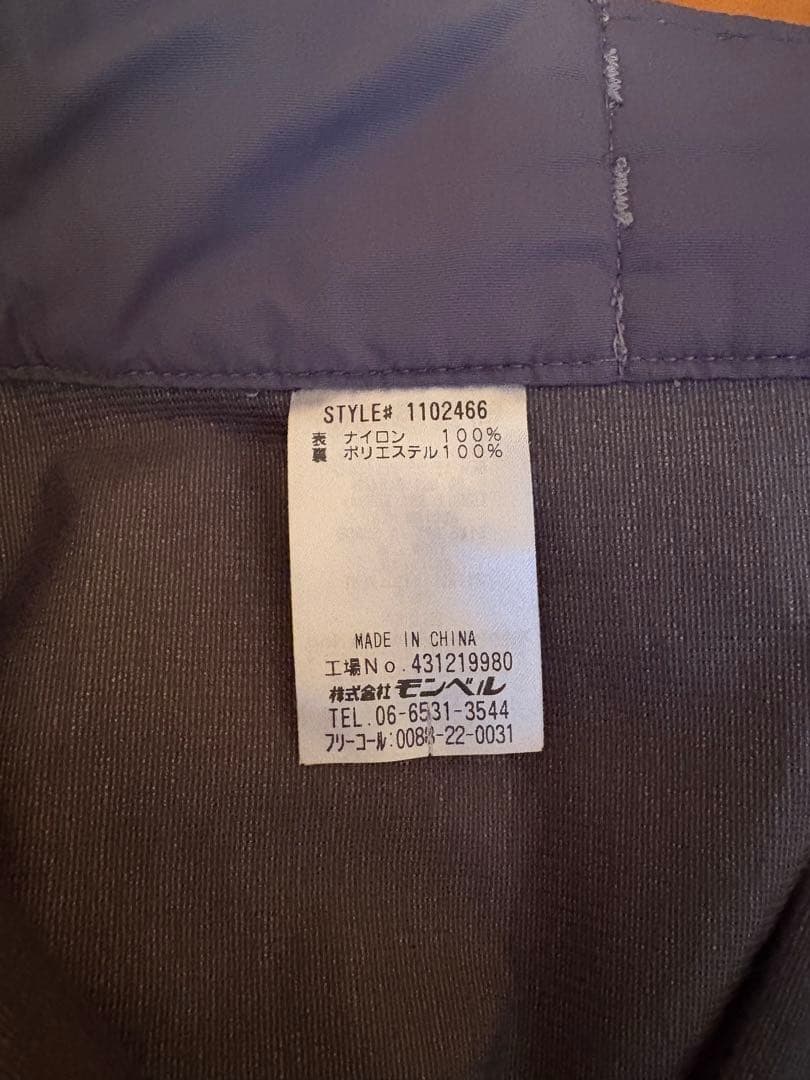 STYLE# 1102466
表 ナイロン 100%
裏 ポリエステル100%
MADE IN CHINA
工場No.431219980
株式会社 モンベル
TEL.06-6531-3544
フリーコール:0088-22-0031